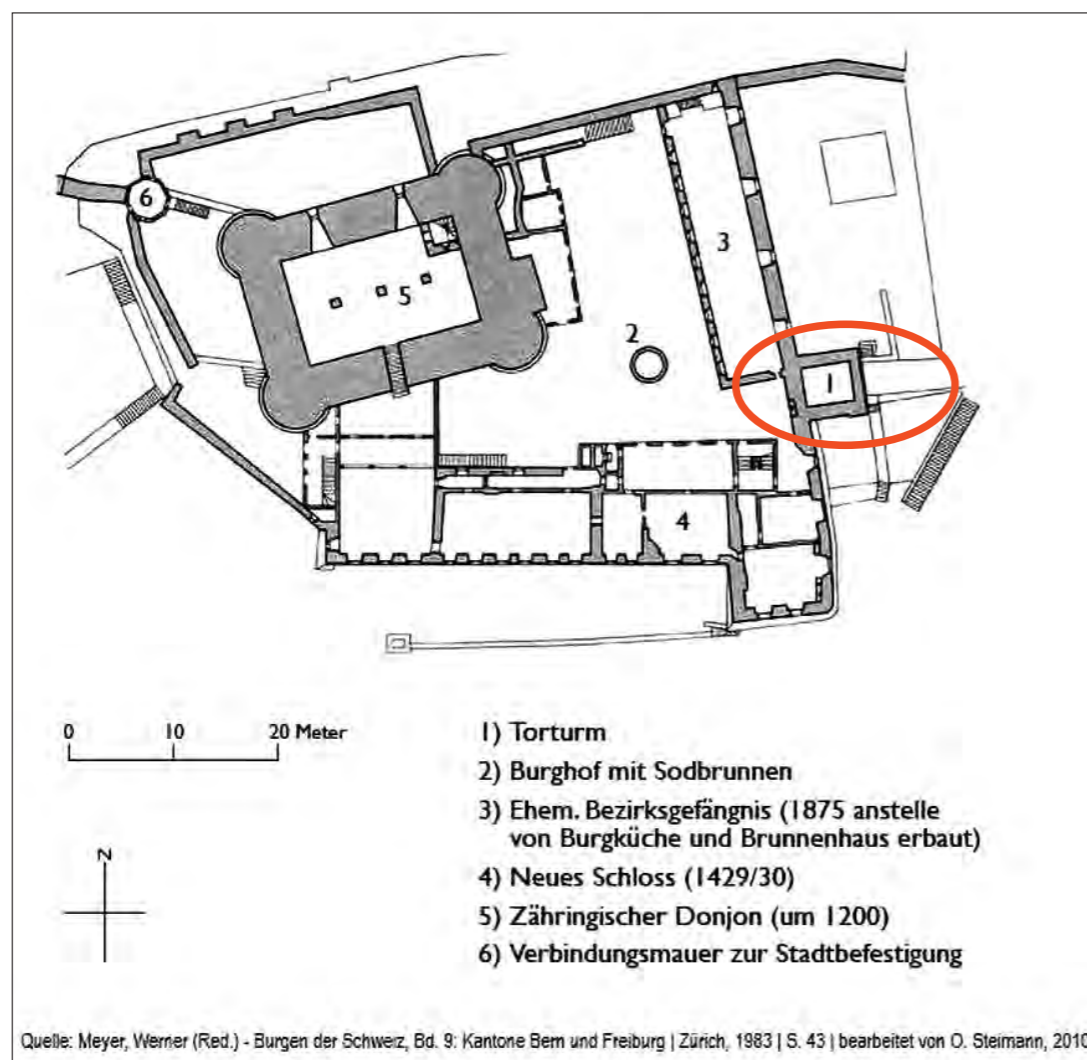 6
5
2
3
1
4
0 10 20 Meter
N
1) Torturm
2) Burghof mit Sodbrunnen
3) Ehem. Bezirksgefängnis (1875 anstelle
von Burgküche und Brunnenhaus erbaut)
4) Neues Schloss (1429/30)
5) Zähringischer Donjon (um 1200)
6) Verbindungsmauer zur Stadtbefestigung
Quelle: Meyer, Werner (Red.) - Burgen der Schweiz, Bd. 9: Kantone Bern und Freiburg | Zürich, 1983 | S. 43 | bearbeitet von O. Steimann, 2010